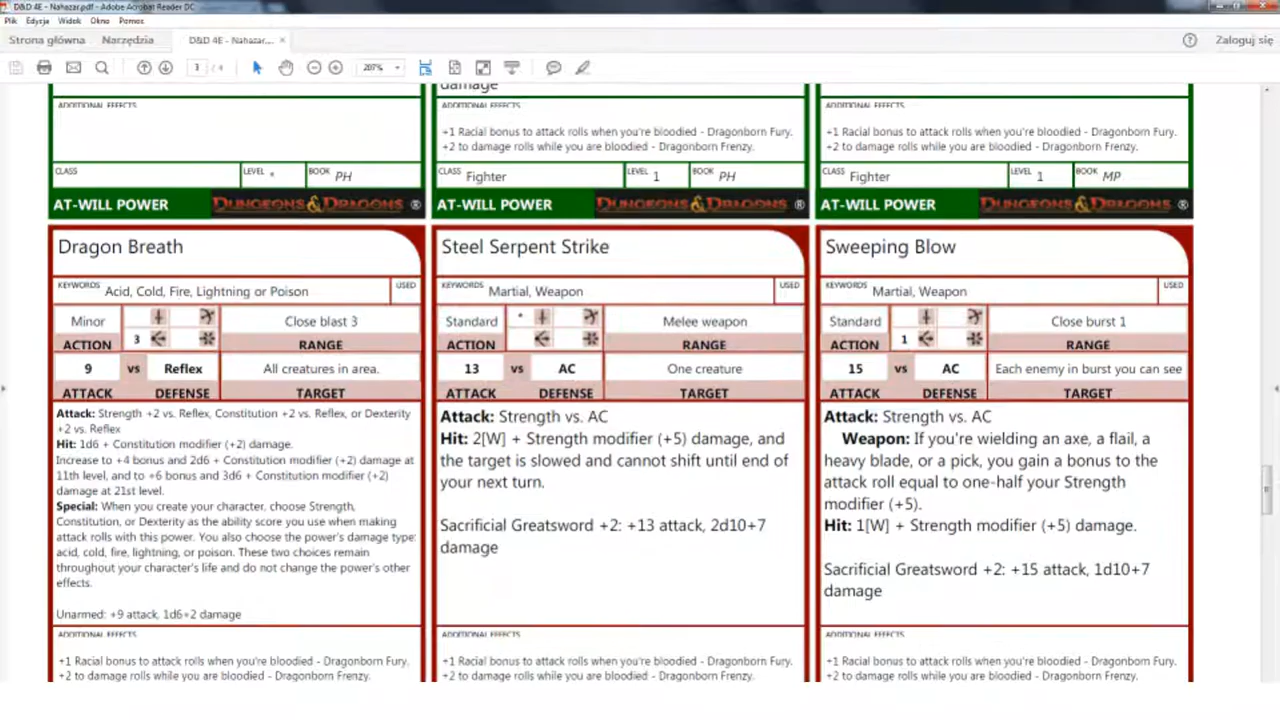 D&D 4E - Nahazar.pdf - Adobe Acrobat Reader DC
Plik Edycja Widok Okno Pomoc
Strona główna Narzędzia D&D 4E - Nahazar,... × ? Zaloguj się
3 / 4 207%
damage
ADDITIONAL EFFECTS
CLASS LEVEL * BOOK PH
AT-WILL POWER DUNGEONS & DRAGONS ®
ADDITIONAL EFFECTS
+1 Racial bonus to attack rolls when you're bloodied - Dragonborn Fury.
+2 to damage rolls while you are bloodied - Dragonborn Frenzy.
CLASS Fighter LEVEL 1 BOOK PH
AT-WILL POWER DUNGEONS & DRAGONS ®
ADDITIONAL EFFECTS
+1 Racial bonus to attack rolls when you're bloodied - Dragonborn Fury.
+2 to damage rolls while you are bloodied - Dragonborn Frenzy.
CLASS Fighter LEVEL 1 BOOK MP
AT-WILL POWER DUNGEONS & DRAGONS ®
Dragon Breath
KEYWORDS Acid, Cold, Fire, Lightning or Poison USED
Minor 3 Close blast 3
ACTION RANGE
9 vs Reflex All creatures in area.
ATTACK DEFENSE TARGET
Attack: Strength +2 vs. Reflex, Constitution +2 vs. Reflex, or Dexterity
+2 vs. Reflex
Hit: 1d6 + Constitution modifier (+2) damage.
Increase to +4 bonus and 2d6 + Constitution modifier (+2) damage at
11th level, and to +6 bonus and 3d6 + Constitution modifier (+2)
damage at 21st level.
Special: When you create your character, choose Strength,
Constitution, or Dexterity as the ability score you use when making
attack rolls with this power. You also choose the power's damage type:
acid, cold, fire, lightning, or poison. These two choices remain
throughout your character's life and do not change the power's other
effects.
Unarmed: +9 attack, 1d6+2 damage
ADDITIONAL EFFECTS
+1 Racial bonus to attack rolls when you're bloodied - Dragonborn Fury.
+2 to damage rolls while you are bloodied - Dragonborn Frenzy.
Steel Serpent Strike
KEYWORDS Martial, Weapon USED
Standard * Melee weapon
ACTION RANGE
13 vs AC One creature
ATTACK DEFENSE TARGET
Attack: Strength vs. AC
Hit: 2[W] + Strength modifier (+5) damage, and
the target is slowed and cannot shift until end of
your next turn.
Sacrificial Greatsword +2: +13 attack, 2d10+7
damage
ADDITIONAL EFFECTS
+1 Racial bonus to attack rolls when you're bloodied - Dragonborn Fury.
+2 to damage rolls while you are bloodied - Dragonborn Frenzy.
Sweeping Blow
KEYWORDS Martial, Weapon USED
Standard 1 Close burst 1
ACTION RANGE
15 vs AC Each enemy in burst you can see
ATTACK DEFENSE TARGET
Attack: Strength vs. AC
Weapon: If you're wielding an axe, a flail, a
heavy blade, or a pick, you gain a bonus to the
attack roll equal to one-half your Strength
modifier (+5).
Hit: 1[W] + Strength modifier (+5) damage.
Sacrificial Greatsword +2: +15 attack, 1d10+7
damage
ADDITIONAL EFFECTS
+1 Racial bonus to attack rolls when you're bloodied - Dragonborn Fury.
+2 to damage rolls while you are bloodied - Dragonborn Frenzy.